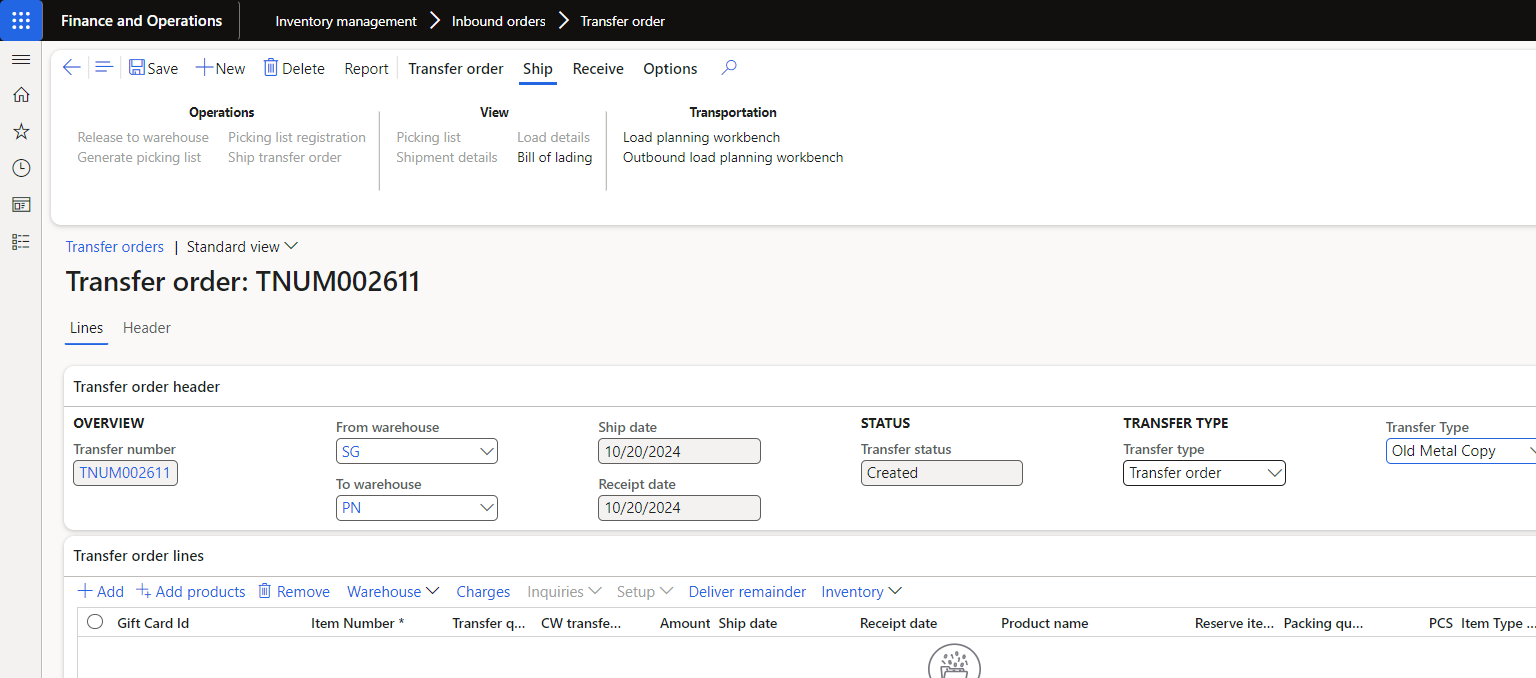 Finance and Operations
Inventory management Inbound orders Transfer order
Save New Delete Report Transfer order Ship Receive Options
Operations
Release to warehouse Picking list registration
Generate picking list Ship transfer order
View
Picking list Load details
Shipment details Bill of lading
Transportation
Load planning workbench
Outbound load planning workbench
Transfer orders | Standard view
Transfer order: TNUM002611
Lines Header
Transfer order header
OVERVIEW
Transfer number
TNUM002611
From warehouse
SG
To warehouse
PN
Ship date
10/20/2024
Receipt date
10/20/2024
STATUS
Transfer status
Created
TRANSFER TYPE
Transfer type
Transfer order
Transfer Type
Old Metal Copy
Transfer order lines
Add Add products Remove Warehouse Charges Inquiries Setup Deliver remainder Inventory
Gift Card Id Item Number * Transfer q... CW transfe... Amount Ship date Receipt date Product name Reserve ite... Packing qu... PCS Item Type ...